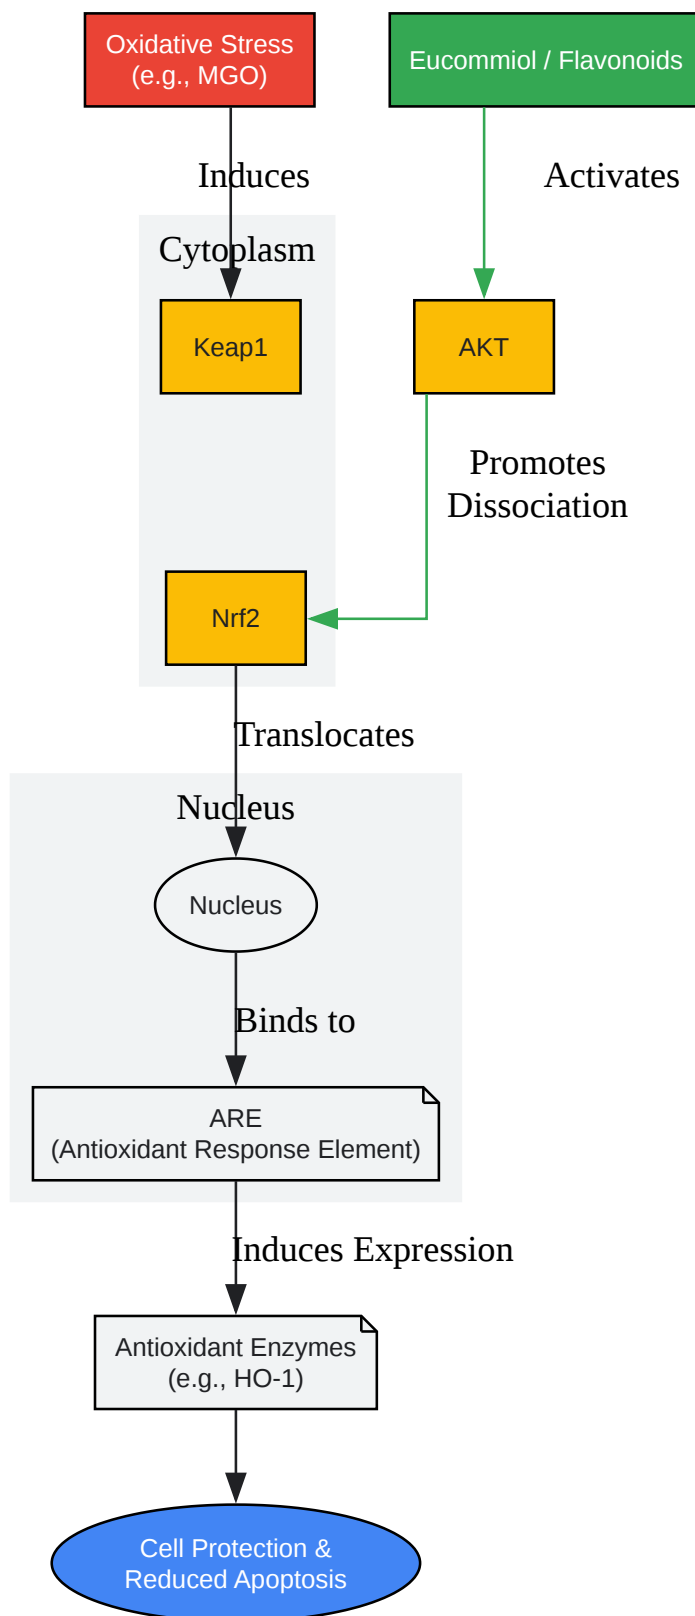 Oxidative Stress
(e.g., MGO)
Eucommiol / Flavonoids
Induces
Activates
Cytoplasm
Keap1
AKT
Promotes
Dissociation
Nrf2
Translocates
Nucleus
Nucleus
Binds to
ARE
(Antioxidant Response Element)
Induces Expression
Antioxidant Enzymes
(e.g., HO-1)
Cell Protection &
Reduced Apoptosis